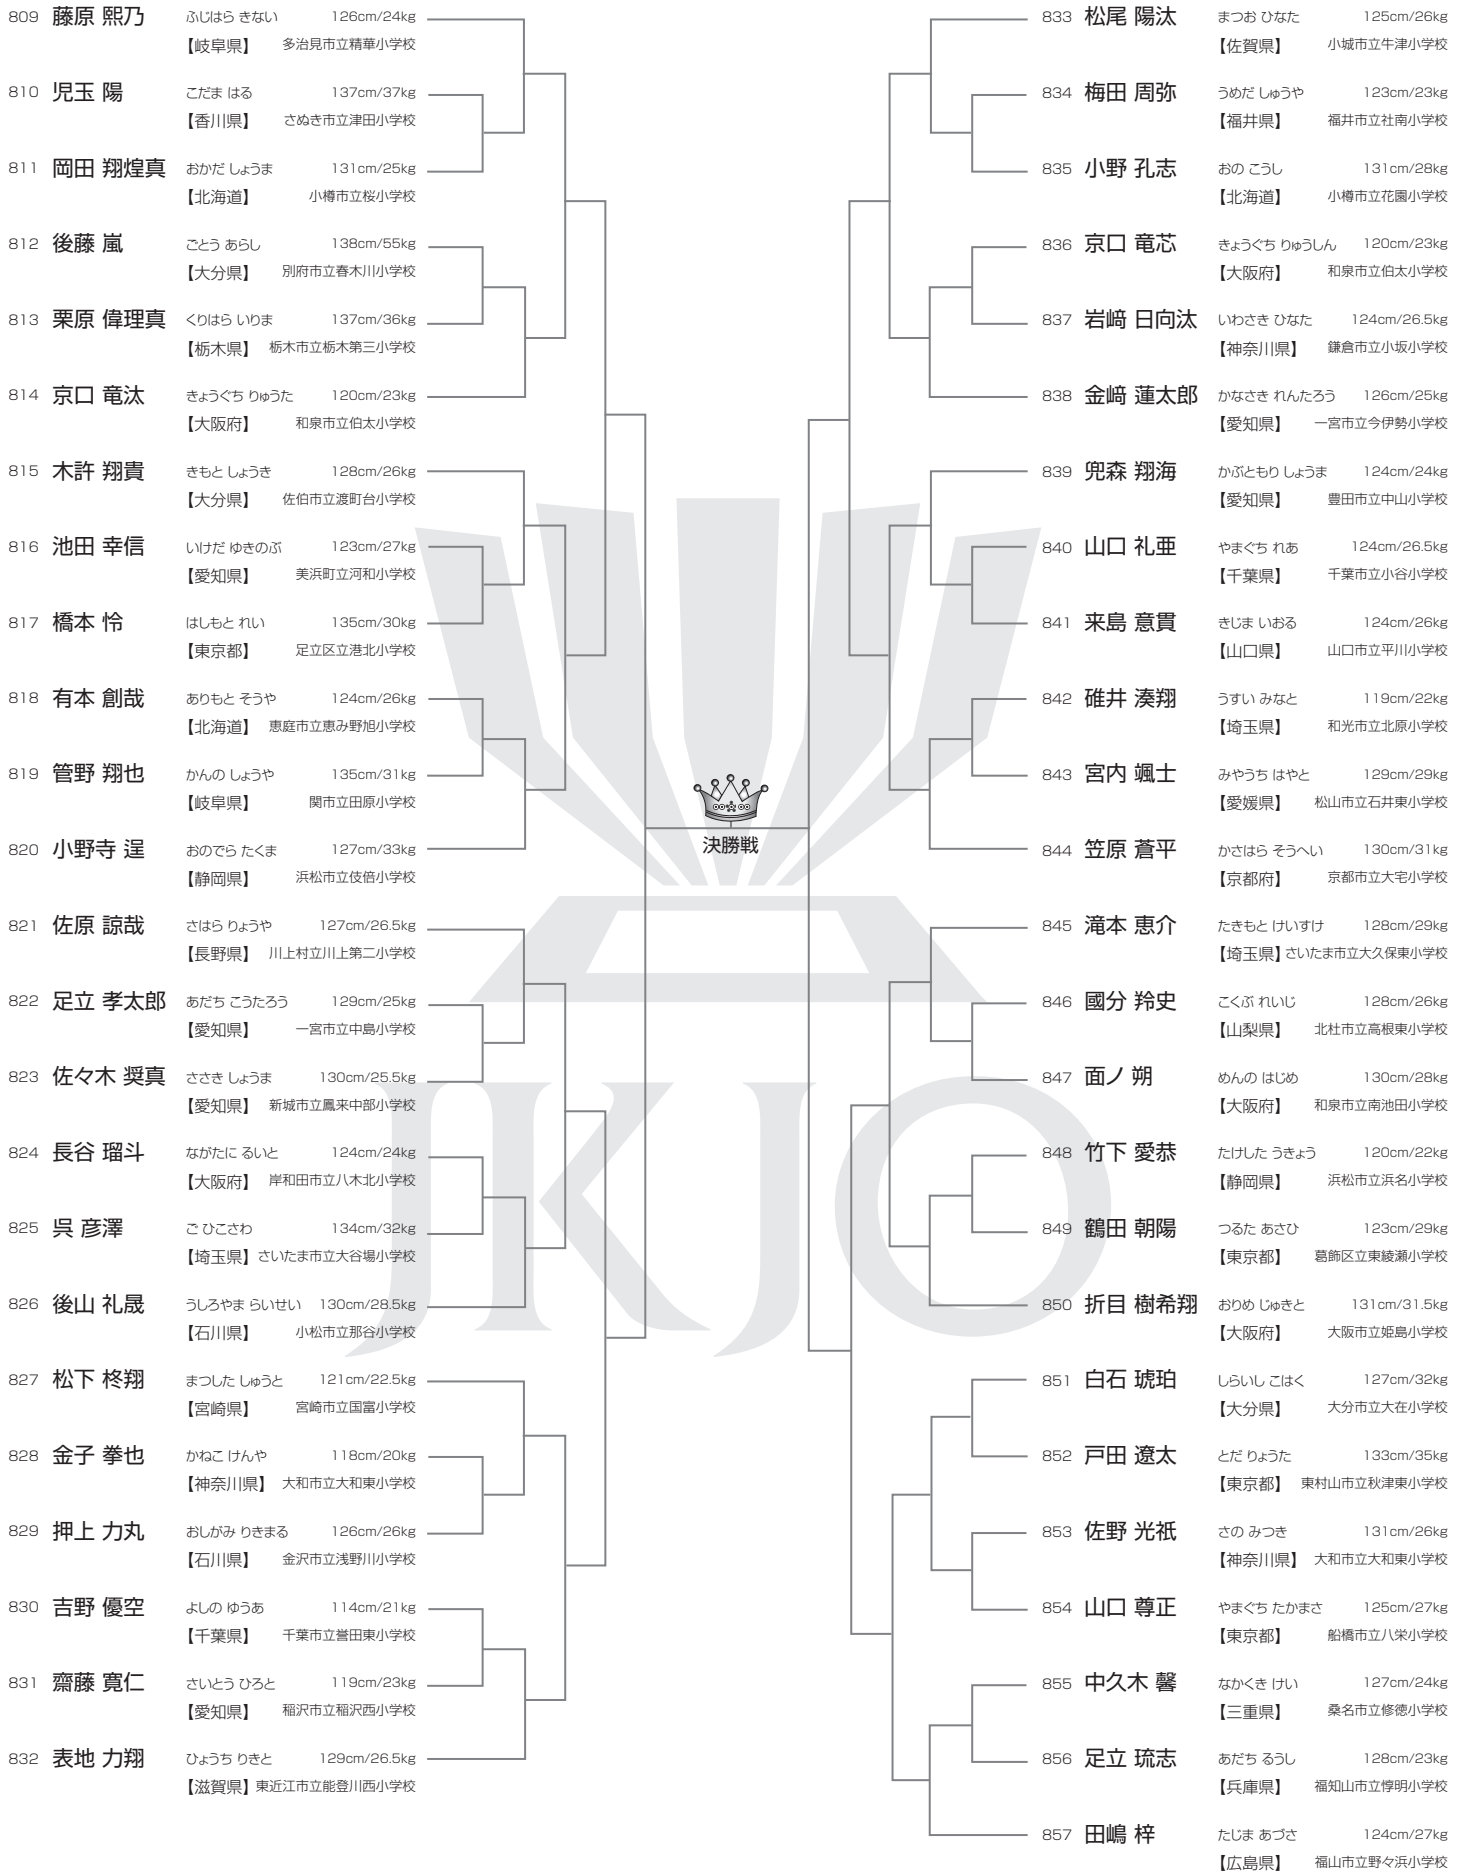 809 藤原 熙乃 ふじはら きない 126cm/24kg
【岐阜県】 多治見市立精華小学校
810 児玉 陽 こだま はる 137cm/37kg
【香川県】 さぬき市立津田小学校
811 岡田 翔煌真 おかだ しょうま 131cm/25kg
【北海道】 小樽市立桜小学校
812 後藤 嵐 ごとう あらし 138cm/55kg
【大分県】 別府市立春木川小学校
813 栗原 偉理真 くりはら いりま 137cm/36kg
【栃木県】 栃木市立栃木第三小学校
814 京口 竜汰 きょうぐち りゅうた 120cm/23kg
【大阪府】 和泉市立伯太小学校
815 木許 翔貴 きもと しょうき 128cm/26kg
【大分県】 佐伯市立渡町台小学校
816 池田 幸信 いけだ ゆきのぶ 123cm/27kg
【愛知県】 美浜町立河和小学校
817 橋本 怜 はしもと れい 135cm/30kg
【東京都】 足立区立港北小学校
818 有本 創哉 ありもと そうや 124cm/26kg
【北海道】 恵庭市立恵み野旭小学校
819 管野 翔也 かんの しょうや 135cm/31kg
【岐阜県】 関市立田原小学校
820 小野寺 逞 おのでら たくま 127cm/33kg
【静岡県】 浜松市立伎倍小学校
821 佐原 諒哉 さはら りょうや 127cm/26.5kg
【長野県】 川上村立川上第二小学校
822 足立 孝太郎 あだち こうたろう 129cm/25kg
【愛知県】 一宮市立中島小学校
823 佐々木 奨真 ささき しょうま 130cm/25.5kg
【愛知県】 新城市立鳳来中部小学校
824 長谷 瑠斗 ながたに るいと 124cm/24kg
【大阪府】 岸和田市立八木北小学校
825 呉 彦澤 ご ひこさわ 134cm/32kg
【埼玉県】 さいたま市立大谷場小学校
826 後山 礼晟 うしろやま らいせい 130cm/28.5kg
【石川県】 小松市立那谷小学校
827 松下 柊翔 まつした しゅうと 121cm/22.5kg
【宮崎県】 宮崎市立国富小学校
828 金子 拳也 かねこ けんや 118cm/20kg
【神奈川県】 大和市立大和東小学校
829 押上 力丸 おしがみ りきまる 126cm/26kg
【石川県】 金沢市立浅野川小学校
830 吉野 優空 よしの ゆうあ 114cm/21kg
【千葉県】 千葉市立誉田東小学校
831 齋藤 寛仁 さいとう ひろと 119cm/23kg
【愛知県】 稲沢市立稲沢西小学校
832 表地 力翔 ひょうち りきと 129cm/26.5kg
【滋賀県】 東近江市立能登川西小学校
決勝戦
JKJO
833 松尾 陽汰 まつお ひなた 125cm/26kg
【佐賀県】 小城市立牛津小学校
834 梅田 周弥 うめだ しゅうや 123cm/23kg
【福井県】 福井市立社南小学校
835 小野 孔志 おの こうし 131cm/28kg
【北海道】 小樽市立花園小学校
836 京口 竜芯 きょうぐち りゅうしん 120cm/23kg
【大阪府】 和泉市立伯太小学校
837 岩﨑 日向汰 いわさき ひなた 124cm/26.5kg
【神奈川県】 鎌倉市立小坂小学校
838 金﨑 蓮太郎 かなさき れんたろう 126cm/25kg
【愛知県】 一宮市立今伊勢小学校
839 兜森 翔海 かぶともり しょうま 124cm/24kg
【愛知県】 豊田市立中山小学校
840 山口 礼亜 やまぐち れあ 124cm/26.5kg
【千葉県】 千葉市立小谷小学校
841 来島 意貫 きじま いおる 124cm/26kg
【山口県】 山口市立平川小学校
842 碓井 湊翔 うすい みなと 119cm/22kg
【埼玉県】 和光市立北原小学校
843 宮内 颯士 みやうち はやと 129cm/29kg
【愛媛県】 松山市立石井東小学校
844 笠原 蒼平 かさはら そうへい 130cm/31kg
【京都府】 京都市立大宅小学校
845 滝本 恵介 たきもと けいすけ 128cm/29kg
【埼玉県】 さいたま市立大久保東小学校
846 國分 羚史 こくぶ れいじ 128cm/26kg
【山梨県】 北杜市立高根東小学校
847 面ノ 朔 めんの はじめ 130cm/28kg
【大阪府】 和泉市立南池田小学校
848 竹下 愛恭 たけした うきょう 120cm/22kg
【静岡県】 浜松市立浜名小学校
849 鶴田 朝陽 つるた あさひ 123cm/29kg
【東京都】 葛飾区立東綾瀬小学校
850 折目 樹希翔 おりめ じゅきと 131cm/31.5kg
【大阪府】 大阪市立姫島小学校
851 白石 琥珀 しらいし こはく 127cm/32kg
【大分県】 大分市立大在小学校
852 戸田 遼太 とだ りょうた 133cm/35kg
【東京都】 東村山市立秋津東小学校
853 佐野 光祇 さの みつき 131cm/26kg
【神奈川県】 大和市立大和東小学校
854 山口 尊正 やまぐち たかまさ 125cm/27kg
【東京都】 船橋市立八栄小学校
855 中久木 馨 なかくき けい 127cm/24kg
【三重県】 桑名市立修徳小学校
856 足立 琉志 あだち るうし 128cm/23kg
【兵庫県】 福知山市立惇明小学校
857 田嶋 梓 たじま あづさ 124cm/27kg
【広島県】 福山市立野々浜小学校